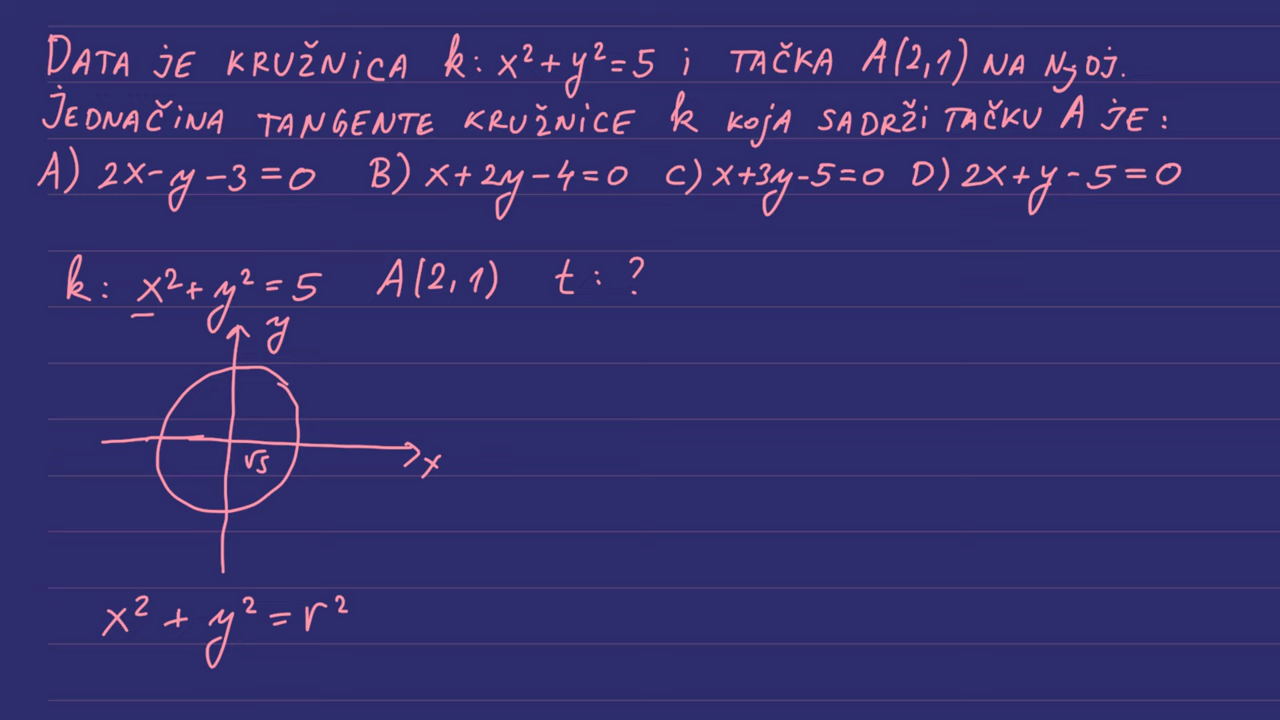 DATA JE KRUŽNICA k: x²+y²=5 i TAČKA A(2,1) NA NJOJ.
JEDNAČINA TANGENTE KRUŽNICE k KOJA SADRŽI TAČKU A JE:
A) 2x-y-3=0 B) x+2y-4=0 C) x+3y-5=0 D) 2x+y-5=0
k: x²+y²=5 A(2,1) t: ?
y
√5
x
x²+y²=r²